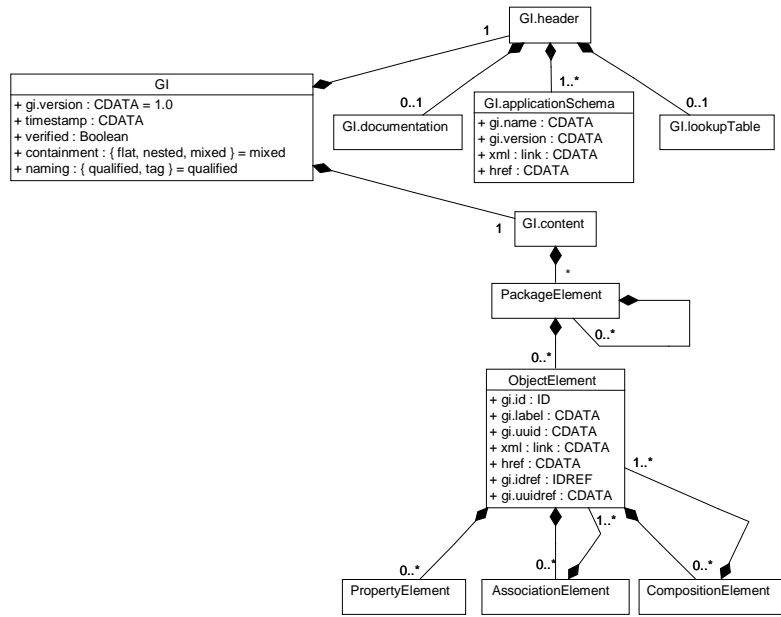 GI.header
1
GI
+ gi.version : CDATA = 1.0
+ timestamp : CDATA
+ verified : Boolean
+ containment : { flat, nested, mixed } = mixed
+ naming : { qualified, tag } = qualified
0..1
1..*
0..1
GI.documentation
GI.applicationSchema
+ gi.name : CDATA
+ gi.version : CDATA
+ xml : link : CDATA
+ href : CDATA
GI.lookupTable
1
GI.content
*
PackageElement
0..*
0..*
ObjectElement
+ gi.id : ID
+ gi.label : CDATA
+ gi.uuid : CDATA
+ xml : link : CDATA
+ href : CDATA
+ gi.idref : IDREF
+ gi.uuidref : CDATA
1..*
1..*
0..*
0..*
0..*
PropertyElement
AssociationElement
CompositionElement